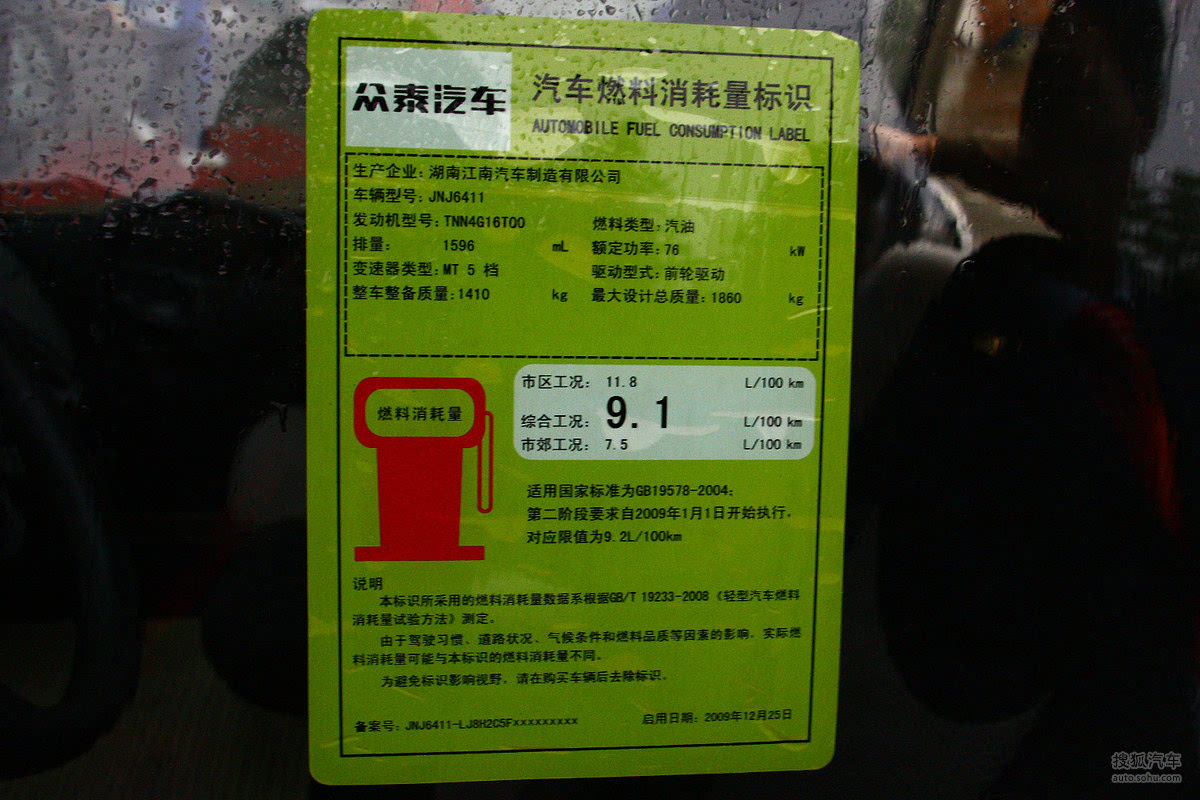 众泰汽车
汽车燃料消耗量标识
AUTOMOBILE FUEL CONSUMPTION LABEL
生产企业：湖南江南汽车制造有限公司
车辆型号：JNJ6411
发动机型号：TNN4G16TOO 燃料类型：汽油
排量： 1596 mL 额定功率：76 kW
变速器类型：MT 5 档 驱动型式：前轮驱动
整车整备质量：1410 kg 最大设计总质量：1860 kg
燃料消耗量
市区工况： 11.8 L/100 km
综合工况： 9.1 L/100 km
市郊工况： 7.5 L/100 km
适用国家标准为GB19578-2004；
第二阶段要求自2009年1月1日开始执行，
对应限值为9.2L/100km
说明
本标识所采用的燃料消耗量数据系根据GB/T 19233-2008《轻型汽车燃料
消耗量试验方法》测定。
由于驾驶习惯、道路状况、气候条件和燃料品质等因素的影响，实际燃
料消耗量可能与本标识的燃料消耗量不同。
为避免标识影响视野，请在购买车辆后去除标识。
备案号：JNJ6411-LJ8H2C5Fxxxxxxxxx 启用日期：2009年12月25日
搜狐汽车
auto.sohu.com